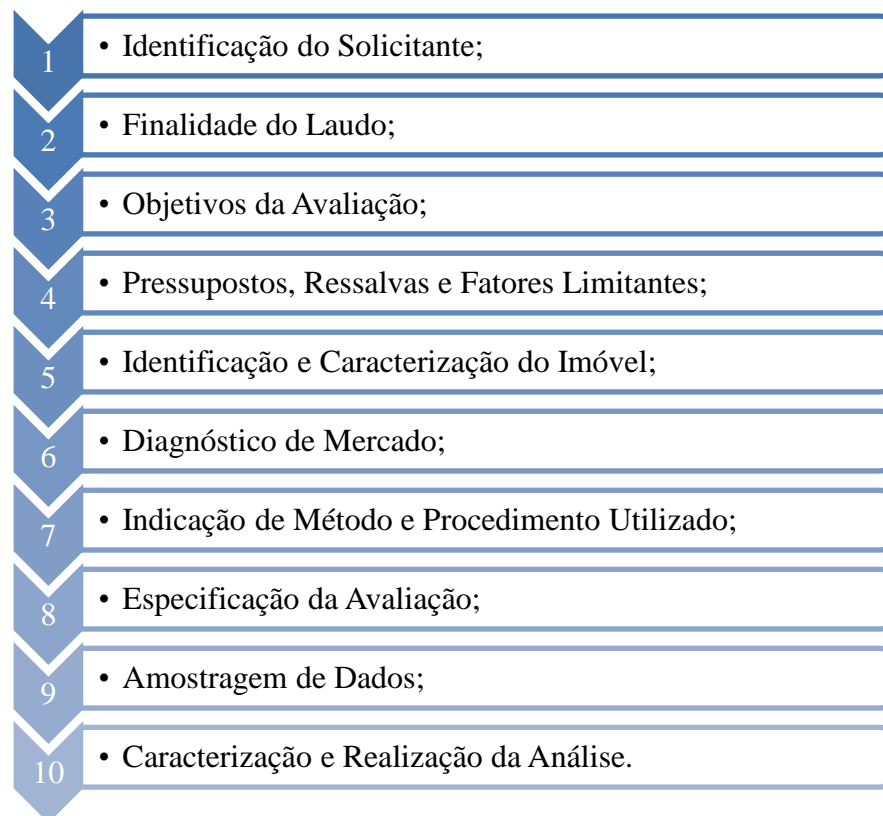 1 • Identificação do Solicitante;
2 • Finalidade do Laudo;
3 • Objetivos da Avaliação;
4 • Pressupostos, Ressalvas e Fatores Limitantes;
5 • Identificação e Caracterização do Imóvel;
6 • Diagnóstico de Mercado;
7 • Indicação de Método e Procedimento Utilizado;
8 • Especificação da Avaliação;
9 • Amostragem de Dados;
10 • Caracterização e Realização da Análise.